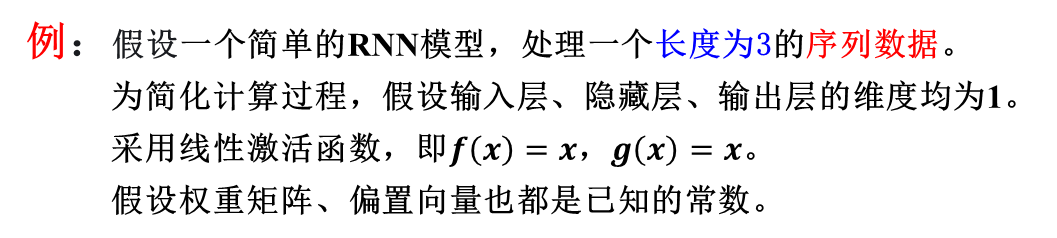 例：假设一个简单的RNN模型，处理一个长度为3的序列数据。
为简化计算过程，假设输入层、隐藏层、输出层的维度均为1。
采用线性激活函数，即f(x) = x，g(x) = x。
假设权重矩阵、偏置向量也都是已知的常数。